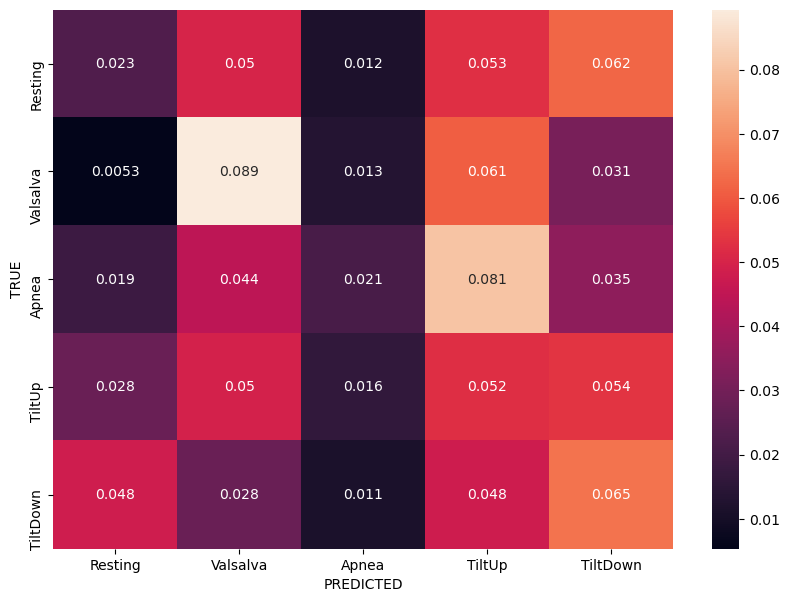 TRUE
Resting 0.023 0.05 0.012 0.053 0.062
Valsalva 0.0053 0.089 0.013 0.061 0.031
Apnea 0.019 0.044 0.021 0.081 0.035
TiltUp 0.028 0.05 0.016 0.052 0.054
TiltDown 0.048 0.028 0.011 0.048 0.065
Resting Valsalva Apnea TiltUp TiltDown
PREDICTED
0.08
0.07
0.06
0.05
0.04
0.03
0.02
0.01